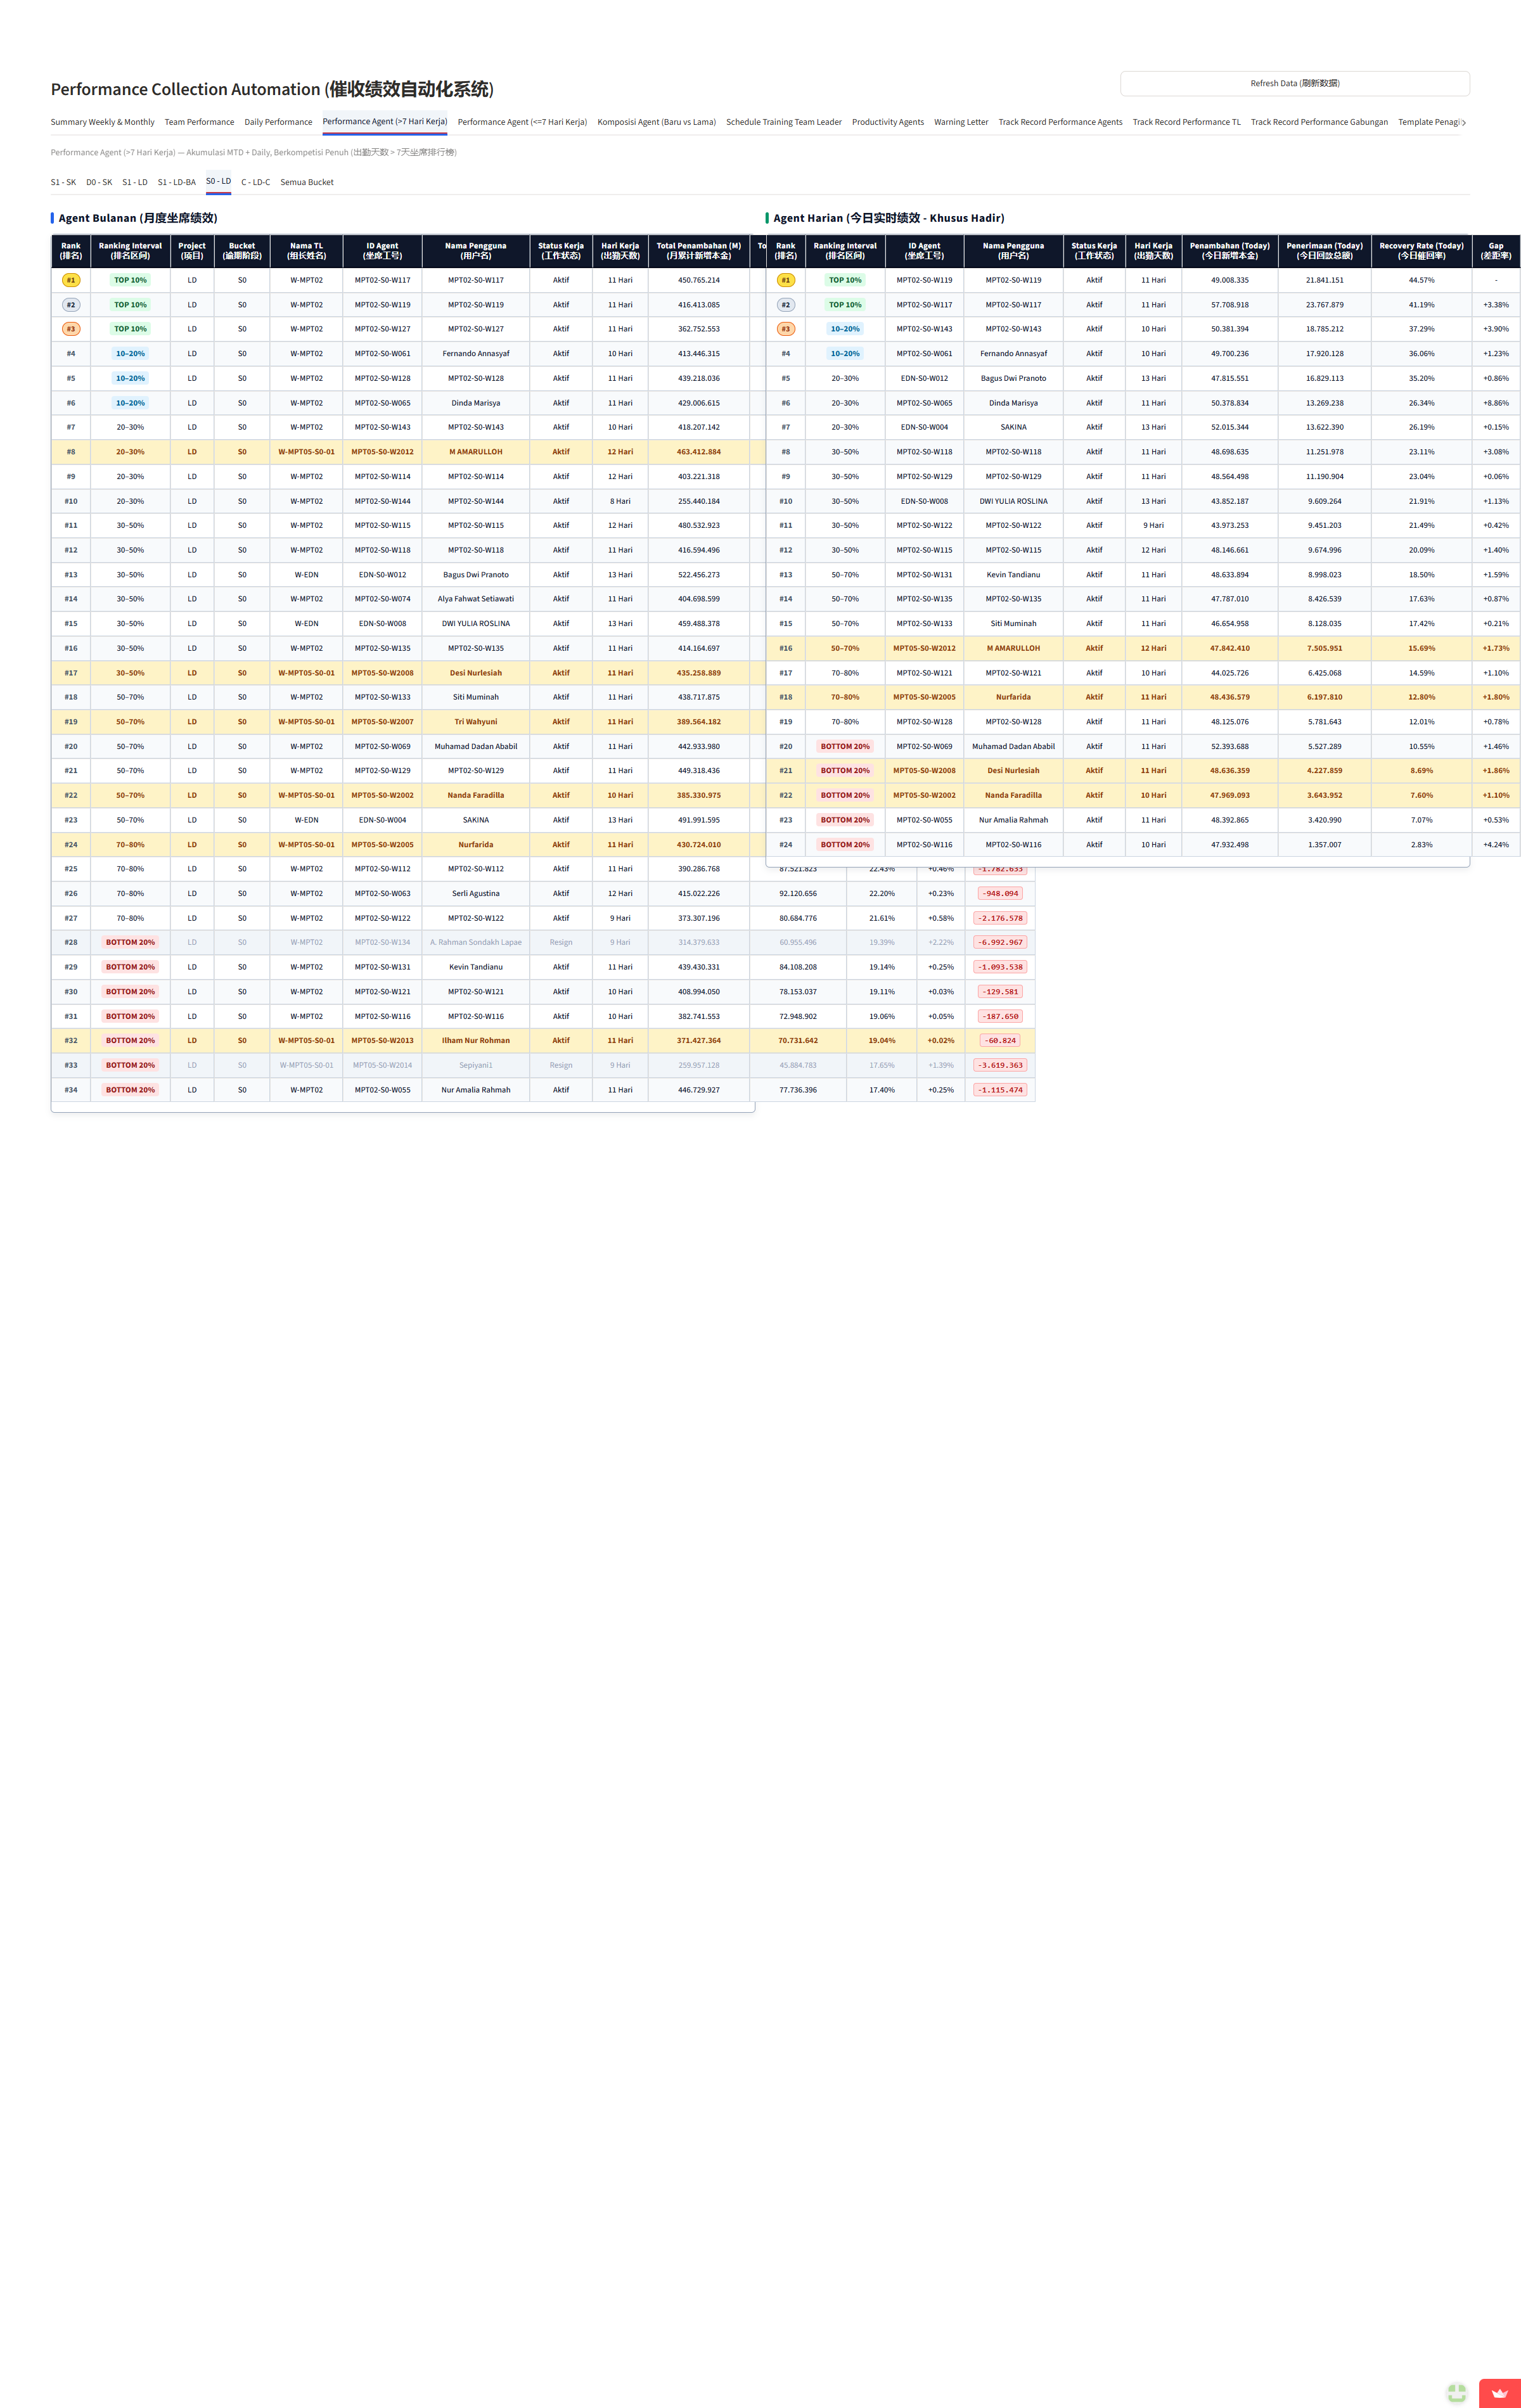 Performance Collection Automation (催收绩效自动化系统)
Refresh Data (刷新数据)
Summary Weekly & Monthly Team Performance Daily Performance Performance Agent (>7 Hari Kerja) Performance Agent (<=7 Hari Kerja) Komposisi Agent (Baru vs Lama) Schedule Training Team Leader Productivity Agents Warning Letter Track Record Performance Agents Track Record Performance TL Track Record Performance Gabungan Template Penagi
Performance Agent (>7 Hari Kerja) — Akumulasi MTD + Daily, Berkompetisi Penuh (出勤天数 > 7天坐席排行榜)
S1 - SK D0 - SK S1 - LD S1 - LD-BA S0 - LD C - LD-C Semua Bucket
Agent Bulanan (月度坐席绩效)
Rank Ranking Interval Project Bucket Nama TL ID Agent Nama Pengguna Status Kerja Hari Kerja Total Penambahan (M) To
(排名) (排名区间) (项目) (逾期阶段) (组长姓名) (坐席工号) (用户名) (工作状态) (出勤天数) (月累计新增本金)
#1 TOP 10% LD S0 W-MPT02 MPT02-S0-W117 MPT02-S0-W117 Aktif 11 Hari 450.765.214
#2 TOP 10% LD S0 W-MPT02 MPT02-S0-W119 MPT02-S0-W119 Aktif 11 Hari 416.413.085
#3 TOP 10% LD S0 W-MPT02 MPT02-S0-W127 MPT02-S0-W127 Aktif 11 Hari 362.752.553
#4 10–20% LD S0 W-MPT02 MPT02-S0-W061 Fernando Annasyaf Aktif 10 Hari 413.446.315
#5 10–20% LD S0 W-MPT02 MPT02-S0-W128 MPT02-S0-W128 Aktif 11 Hari 439.218.036
#6 10–20% LD S0 W-MPT02 MPT02-S0-W065 Dinda Marisya Aktif 11 Hari 429.006.615
#7 20–30% LD S0 W-MPT02 MPT02-S0-W143 MPT02-S0-W143 Aktif 10 Hari 418.207.142
#8 20–30% LD S0 W-MPT05-S0-01 MPT05-S0-W2012 M AMARULLOH Aktif 12 Hari 463.412.884
#9 20–30% LD S0 W-MPT02 MPT02-S0-W114 MPT02-S0-W114 Aktif 12 Hari 403.221.318
#10 20–30% LD S0 W-MPT02 MPT02-S0-W144 MPT02-S0-W144 Aktif 8 Hari 255.440.184
#11 30–50% LD S0 W-MPT02 MPT02-S0-W115 MPT02-S0-W115 Aktif 12 Hari 480.532.923
#12 30–50% LD S0 W-MPT02 MPT02-S0-W118 MPT02-S0-W118 Aktif 11 Hari 416.594.496
#13 30–50% LD S0 W-EDN EDN-S0-W012 Bagus Dwi Pranoto Aktif 13 Hari 522.456.273
#14 30–50% LD S0 W-MPT02 MPT02-S0-W074 Alya Fahwat Setiawati Aktif 11 Hari 404.698.599
#15 30–50% LD S0 W-EDN EDN-S0-W008 DWI YULIA ROSLINA Aktif 13 Hari 459.488.378
#16 30–50% LD S0 W-MPT02 MPT02-S0-W135 MPT02-S0-W135 Aktif 11 Hari 414.164.697
#17 30–50% LD S0 W-MPT05-S0-01 MPT05-S0-W2008 Desi Nurlesiah Aktif 11 Hari 435.258.889
#18 50–70% LD S0 W-MPT02 MPT02-S0-W133 Siti Muminah Aktif 11 Hari 438.717.875
#19 50–70% LD S0 W-MPT05-S0-01 MPT05-S0-W2007 Tri Wahyuni Aktif 11 Hari 389.564.182
#20 50–70% LD S0 W-MPT02 MPT02-S0-W069 Muhamad Dadan Ababil Aktif 11 Hari 442.933.980
#21 50–70% LD S0 W-MPT02 MPT02-S0-W129 MPT02-S0-W129 Aktif 11 Hari 449.318.436
#22 50–70% LD S0 W-MPT05-S0-01 MPT05-S0-W2002 Nanda Faradilla Aktif 10 Hari 385.330.975
#23 50–70% LD S0 W-EDN EDN-S0-W004 SAKINA Aktif 13 Hari 491.991.595
#24 70–80% LD S0 W-MPT05-S0-01 MPT05-S0-W2005 Nurfarida Aktif 11 Hari 430.724.010
#25 70–80% LD S0 W-MPT02 MPT02-S0-W112 MPT02-S0-W112 Aktif 11 Hari 390.286.768 87.521.823 22.43% +0.46% -1.782.633
#26 70–80% LD S0 W-MPT02 MPT02-S0-W063 Serli Agustina Aktif 12 Hari 415.022.226 92.120.656 22.20% +0.23% -948.094
#27 70–80% LD S0 W-MPT02 MPT02-S0-W122 MPT02-S0-W122 Aktif 9 Hari 373.307.196 80.684.776 21.61% +0.58% -2.176.578
#28 BOTTOM 20% LD S0 W-MPT02 MPT02-S0-W134 A. Rahman Sondakh Lapae Resign 9 Hari 314.379.633 60.955.496 19.39% +2.22% -6.992.967
#29 BOTTOM 20% LD S0 W-MPT02 MPT02-S0-W131 Kevin Tandianu Aktif 11 Hari 439.430.331 84.108.208 19.14% +0.25% -1.093.538
#30 BOTTOM 20% LD S0 W-MPT02 MPT02-S0-W121 MPT02-S0-W121 Aktif 10 Hari 408.994.050 78.153.037 19.11% +0.03% -129.581
#31 BOTTOM 20% LD S0 W-MPT02 MPT02-S0-W116 MPT02-S0-W116 Aktif 10 Hari 382.741.553 72.948.902 19.06% +0.05% -187.650
#32 BOTTOM 20% LD S0 W-MPT05-S0-01 MPT05-S0-W2013 Ilham Nur Rohman Aktif 11 Hari 371.427.364 70.731.642 19.04% +0.02% -60.824
#33 BOTTOM 20% LD S0 W-MPT05-S0-01 MPT05-S0-W2014 Sepiyani1 Resign 9 Hari 259.957.128 45.884.783 17.65% +1.39% -3.619.363
#34 BOTTOM 20% LD S0 W-MPT02 MPT02-S0-W055 Nur Amalia Rahmah Aktif 11 Hari 446.729.927 77.736.396 17.40% +0.25% -1.115.474
Agent Harian (今日实时绩效 - Khusus Hadir)
Rank Ranking Interval ID Agent Nama Pengguna Status Kerja Hari Kerja Penambahan (Today) Penerimaan (Today) Recovery Rate (Today) Gap
(排名) (排名区间) (坐席工号) (用户名) (工作状态) (出勤天数) (今日新增本金) (今日回款总额) (今日催回率) (差距率)
#1 TOP 10% MPT02-S0-W119 MPT02-S0-W119 Aktif 11 Hari 49.008.335 21.841.151 44.57% -
#2 TOP 10% MPT02-S0-W117 MPT02-S0-W117 Aktif 11 Hari 57.708.918 23.767.879 41.19% +3.38%
#3 10–20% MPT02-S0-W143 MPT02-S0-W143 Aktif 10 Hari 50.381.394 18.785.212 37.29% +3.90%
#4 10–20% MPT02-S0-W061 Fernando Annasyaf Aktif 10 Hari 49.700.236 17.920.128 36.06% +1.23%
#5 20–30% EDN-S0-W012 Bagus Dwi Pranoto Aktif 13 Hari 47.815.551 16.829.113 35.20% +0.86%
#6 20–30% MPT02-S0-W065 Dinda Marisya Aktif 11 Hari 50.378.834 13.269.238 26.34% +8.86%
#7 20–30% EDN-S0-W004 SAKINA Aktif 13 Hari 52.015.344 13.622.390 26.19% +0.15%
#8 30–50% MPT02-S0-W118 MPT02-S0-W118 Aktif 11 Hari 48.698.635 11.251.978 23.11% +3.08%
#9 30–50% MPT02-S0-W129 MPT02-S0-W129 Aktif 11 Hari 48.564.498 11.190.904 23.04% +0.06%
#10 30–50% EDN-S0-W008 DWI YULIA ROSLINA Aktif 13 Hari 43.852.187 9.609.264 21.91% +1.13%
#11 30–50% MPT02-S0-W122 MPT02-S0-W122 Aktif 9 Hari 43.973.253 9.451.203 21.49% +0.42%
#12 30–50% MPT02-S0-W115 MPT02-S0-W115 Aktif 12 Hari 48.146.661 9.674.996 20.09% +1.40%
#13 50–70% MPT02-S0-W131 Kevin Tandianu Aktif 11 Hari 48.633.894 8.998.023 18.50% +1.59%
#14 50–70% MPT02-S0-W135 MPT02-S0-W135 Aktif 11 Hari 47.787.010 8.426.539 17.63% +0.87%
#15 50–70% MPT02-S0-W133 Siti Muminah Aktif 11 Hari 46.654.958 8.128.035 17.42% +0.21%
#16 50–70% MPT05-S0-W2012 M AMARULLOH Aktif 12 Hari 47.842.410 7.505.951 15.69% +1.73%
#17 70–80% MPT02-S0-W121 MPT02-S0-W121 Aktif 10 Hari 44.025.726 6.425.068 14.59% +1.10%
#18 70–80% MPT05-S0-W2005 Nurfarida Aktif 11 Hari 48.436.579 6.197.810 12.80% +1.80%
#19 70–80% MPT02-S0-W128 MPT02-S0-W128 Aktif 11 Hari 48.125.076 5.781.643 12.01% +0.78%
#20 BOTTOM 20% MPT02-S0-W069 Muhamad Dadan Ababil Aktif 11 Hari 52.393.688 5.527.289 10.55% +1.46%
#21 BOTTOM 20% MPT05-S0-W2008 Desi Nurlesiah Aktif 11 Hari 48.636.359 4.227.859 8.69% +1.86%
#22 BOTTOM 20% MPT05-S0-W2002 Nanda Faradilla Aktif 10 Hari 47.969.093 3.643.952 7.60% +1.10%
#23 BOTTOM 20% MPT02-S0-W055 Nur Amalia Rahmah Aktif 11 Hari 48.392.865 3.420.990 7.07% +0.53%
#24 BOTTOM 20% MPT02-S0-W116 MPT02-S0-W116 Aktif 10 Hari 47.932.498 1.357.007 2.83% +4.24%